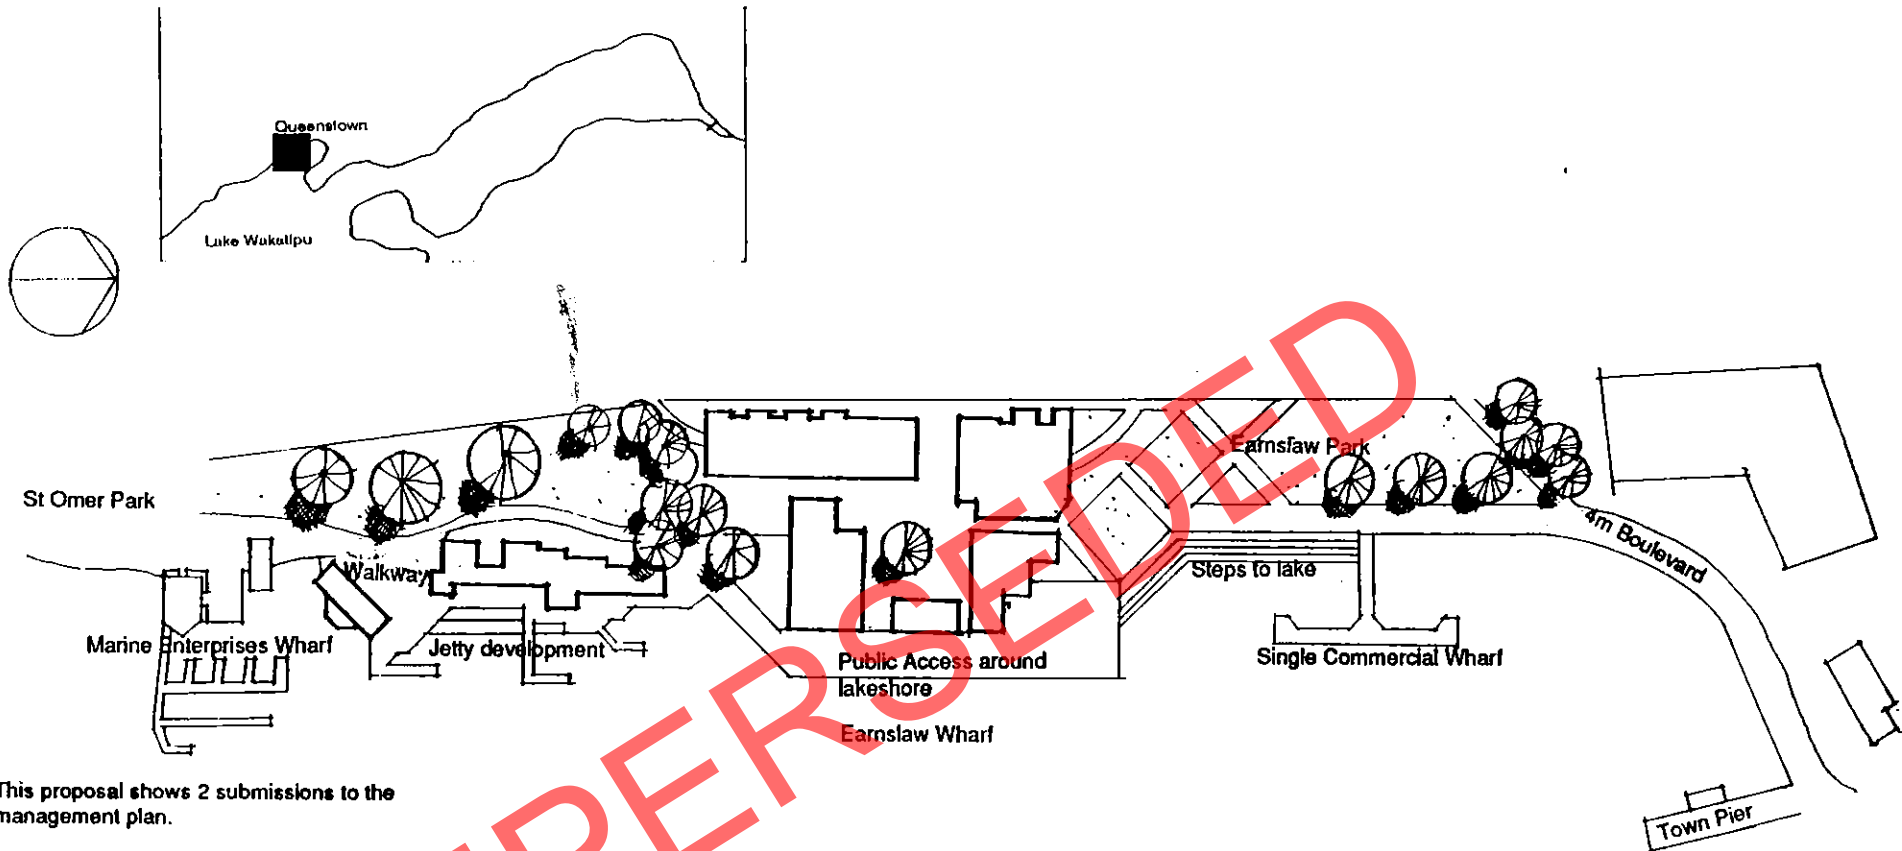 Queenstown
Lake Wakatipu
Earnslaw Park
St Omer Park
4m Boulevard
Walkway
Steps to lake
Marine Enterprises Wharf
Jetty development
Public Access around
lakeshore
Single Commercial Wharf
Earnslaw Wharf
This proposal shows 2 submissions to the
management plan.
Town Pier
PERSEDED